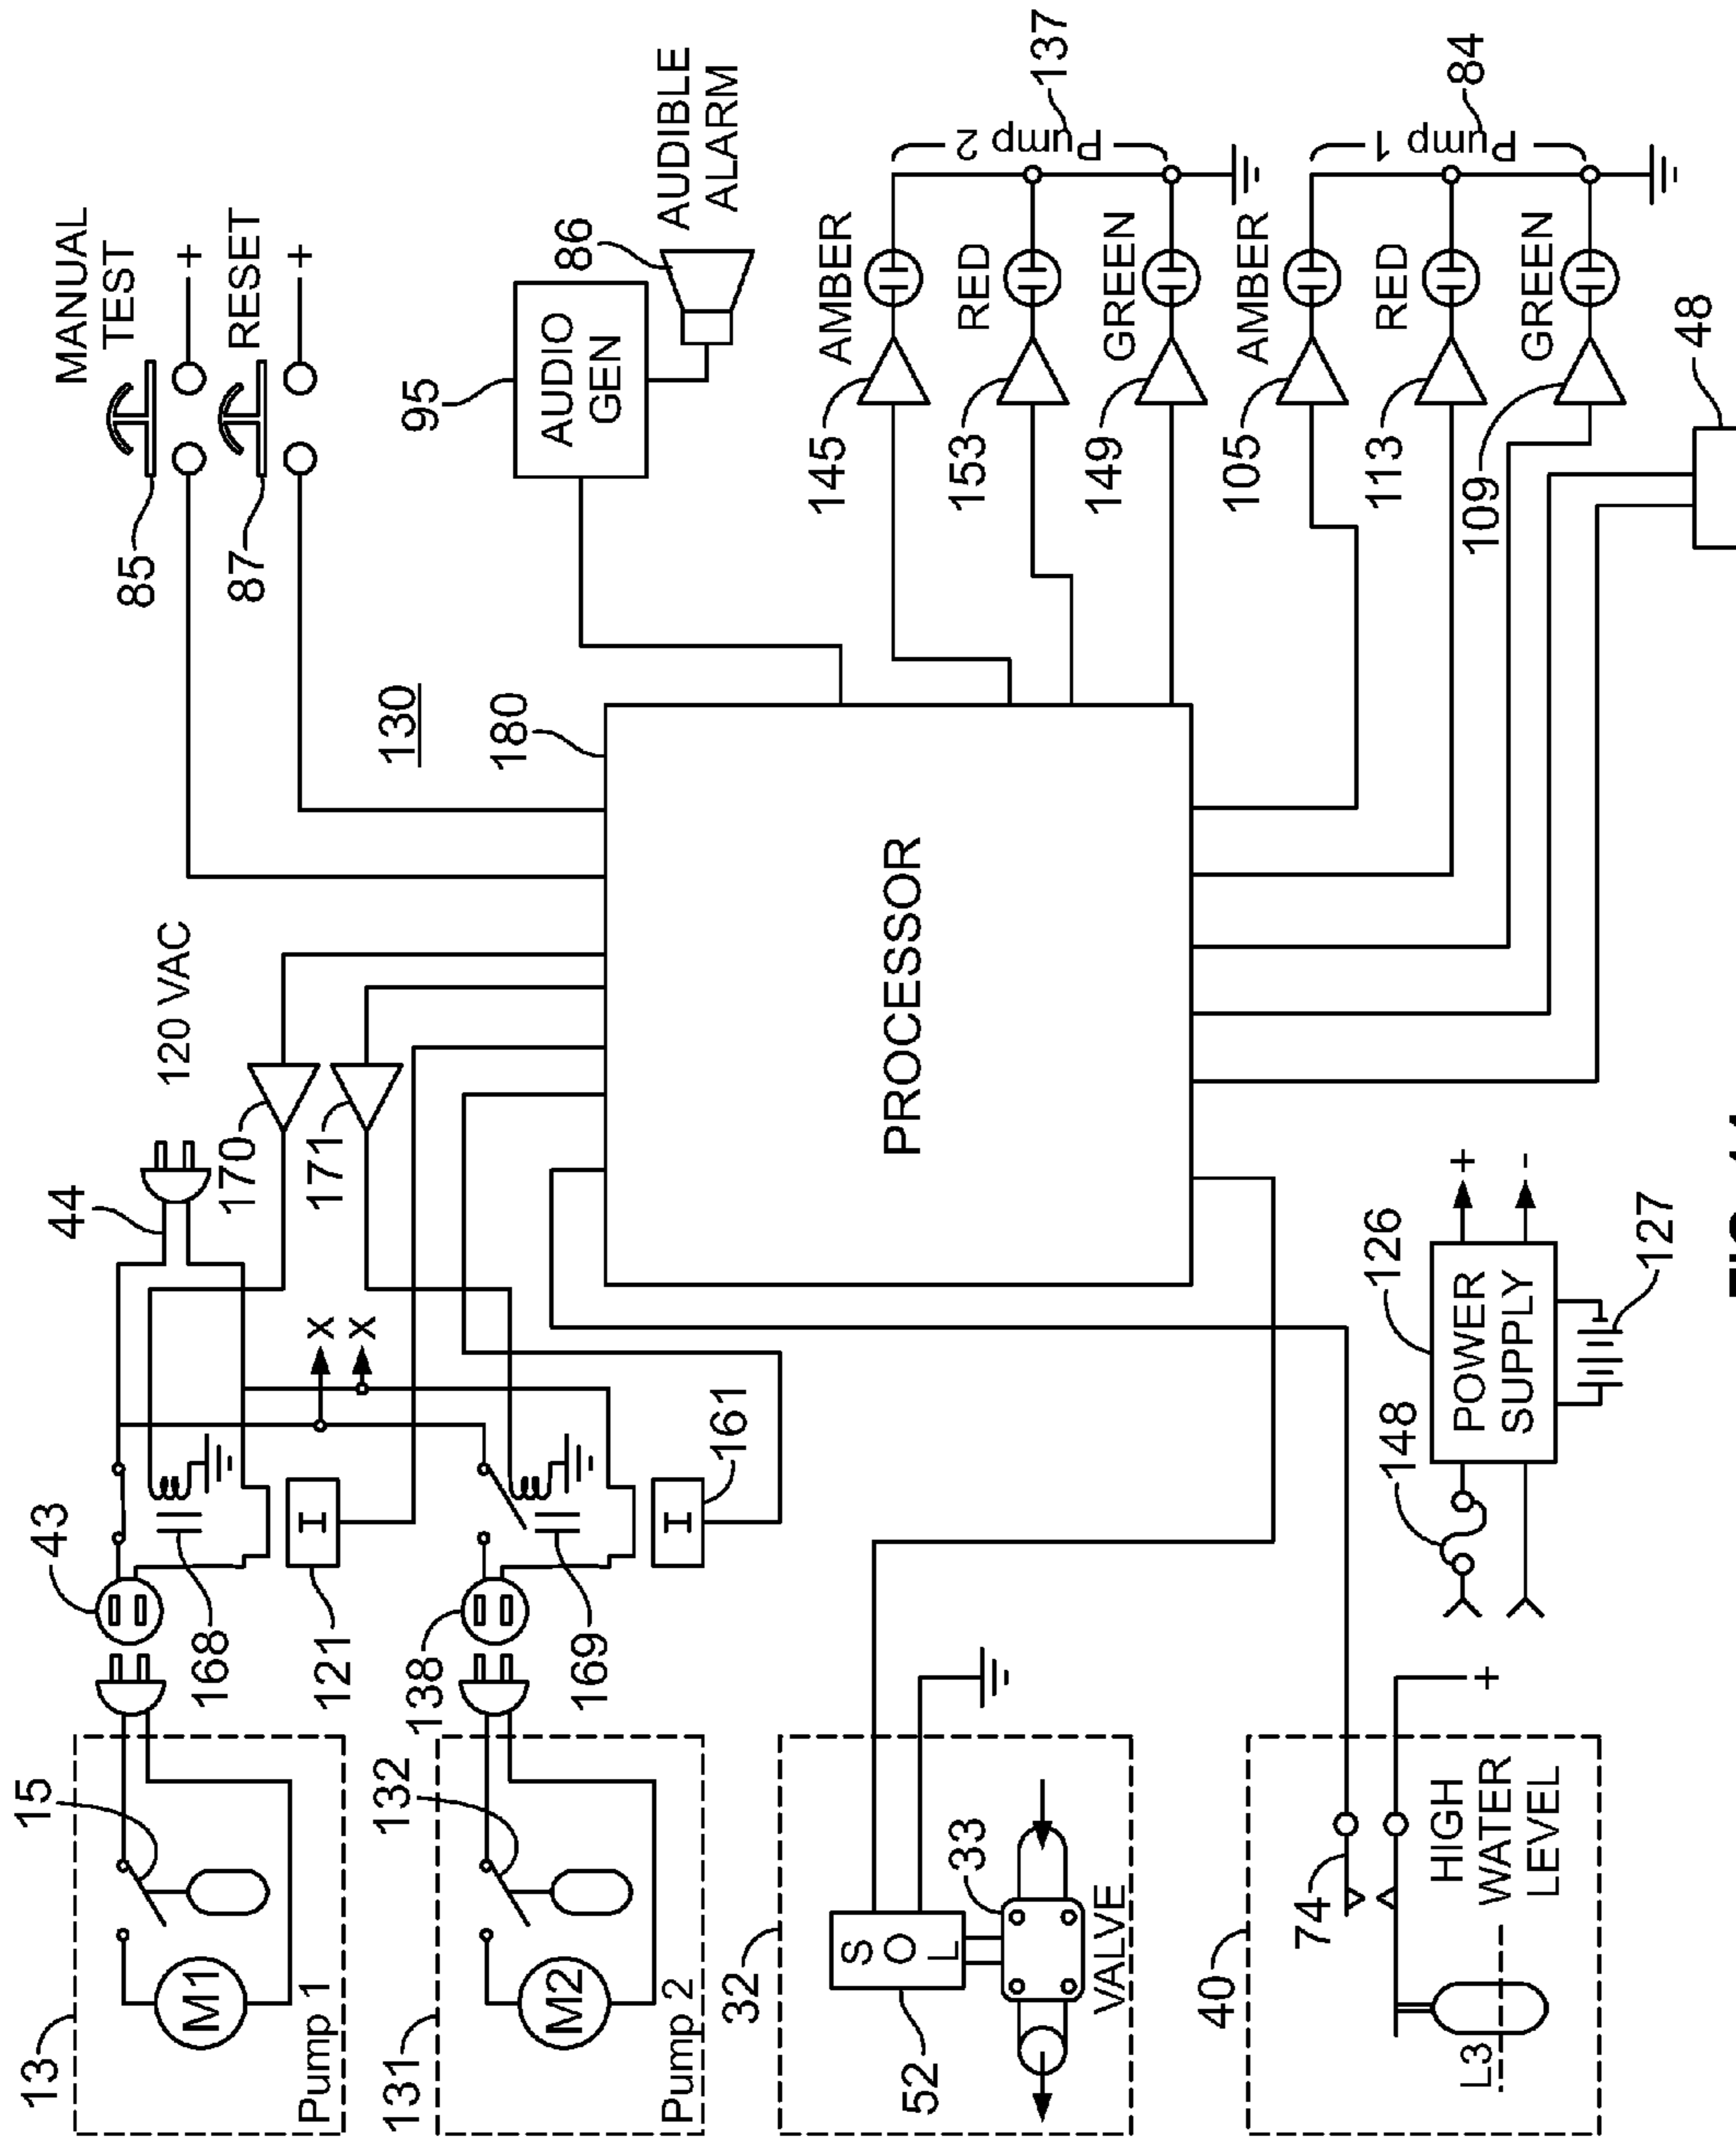 MANUAL
TEST
+
85
RESET
+
87
120 VAC
44
43
15
13
M1
Pump 1
168
121
I
170
171
X
X
130
180
95
AUDIO
GEN
86
AUDIBLE
ALARM
138
132
131
M2
Pump 2
169
161
I
PROCESSOR
145
AMBER
153
RED
149
GREEN
Pump 2
137
105
AMBER
113
RED
109
GREEN
Pump 1
84
48
32
SOL
52
33
VALVE
40
74
HIGH
WATER
LEVEL
L3
+
148
126
POWER
SUPPLY
+
-
127